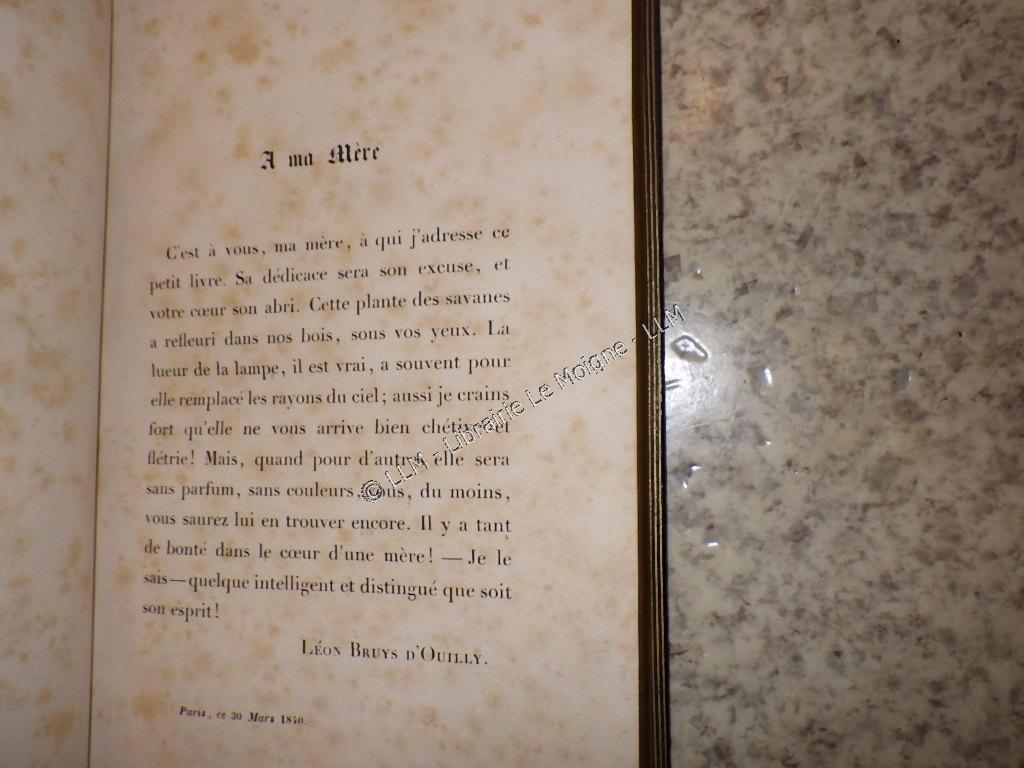 A ma Mère
C'est à vous, ma mère, à qui j'adresse ce
petit livre. Sa dédicace sera son excuse, et
votre cœur son abri. Cette plante des savanes
a refleuri dans nos bois, sous vos yeux. La
lueur de la lampe, il est vrai, a souvent pour
elle remplacé les rayons du ciel; aussi je crains
fort qu'elle ne vous arrive bien chétive et
flétrie! Mais, quand pour d'autres elle sera
sans parfum, sans couleurs, vous, du moins,
vous saurez lui en trouver encore. Il y a tant
de bonté dans le cœur d'une mère! — Je le
sais—quelque intelligent et distingué que soit
son esprit!
LÉON BRUYS D'OUILLY.
Paris, ce 30 Mars 1840.
© LLM - Librairie Le Moigne - LLM